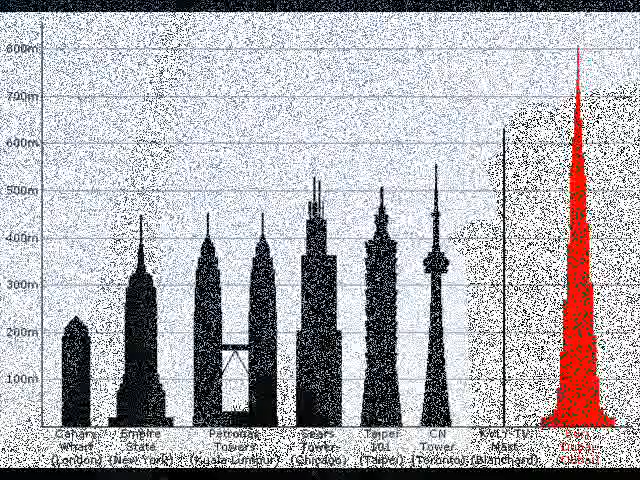 800m
700m
600m
500m
400m
300m
200m
100m
Canary Empire Petronas Sears Taipei CN KVLY-TV
Wharf State Towers Tower 101 Tower Mast
(London) (New York) (Kuala Lumpur) (Chicago) (Taipei) (Toronto) (Blanchard)